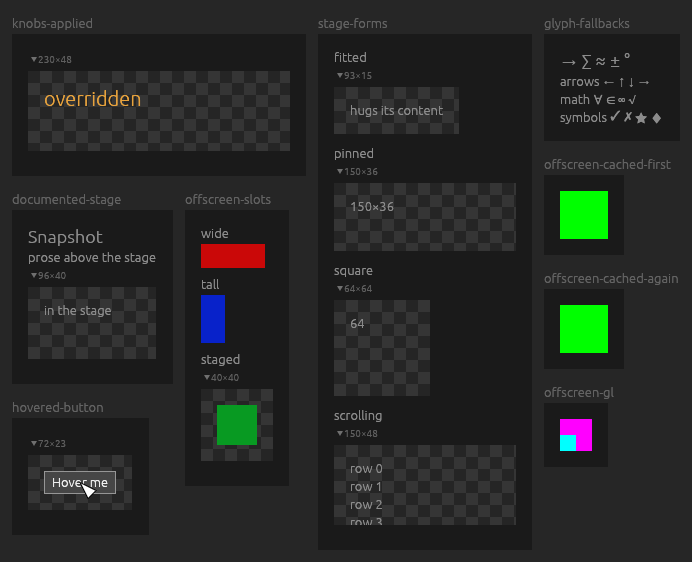 knobs-applied
▼230×48
overridden
documented-stage
Snapshot
prose above the stage
▼96×40
in the stage
hovered-button
▼72×23
Hover me
offscreen-slots
wide
tall
staged
▼40×40
stage-forms
fitted
▼93×15
hugs its content
pinned
▼150×36
150×36
square
▼64×64
64
scrolling
▼150×48
row 0
row 1
row 2
row 3
glyph-fallbacks
→ ∑ ≈ ± °
arrows ← ↑ ↓ →
math ∀ ∈ ∞ √
symbols ✓ ✗ ★ ♦
offscreen-cached-first
offscreen-cached-again
offscreen-gl